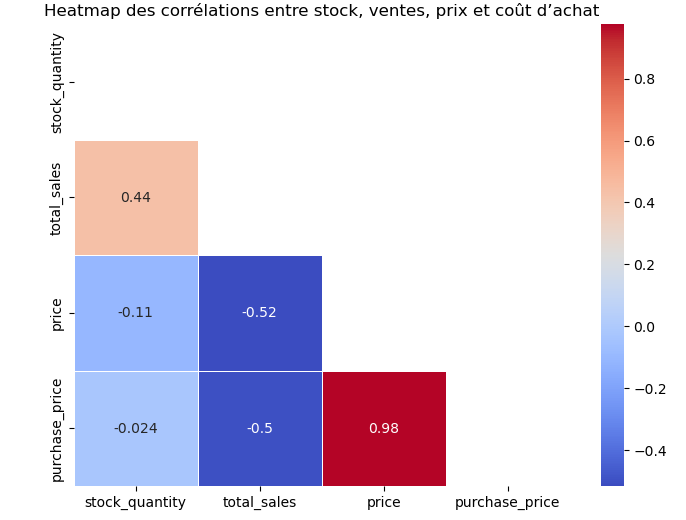 Heatmap des corrélations entre stock, ventes, prix et coût d’achat
stock_quantity
total_sales
0.44
price
-0.11
-0.52
purchase_price
-0.024
-0.5
0.98
stock_quantity
total_sales
price
purchase_price
0.8
0.6
0.4
0.2
0.0
−0.2
−0.4